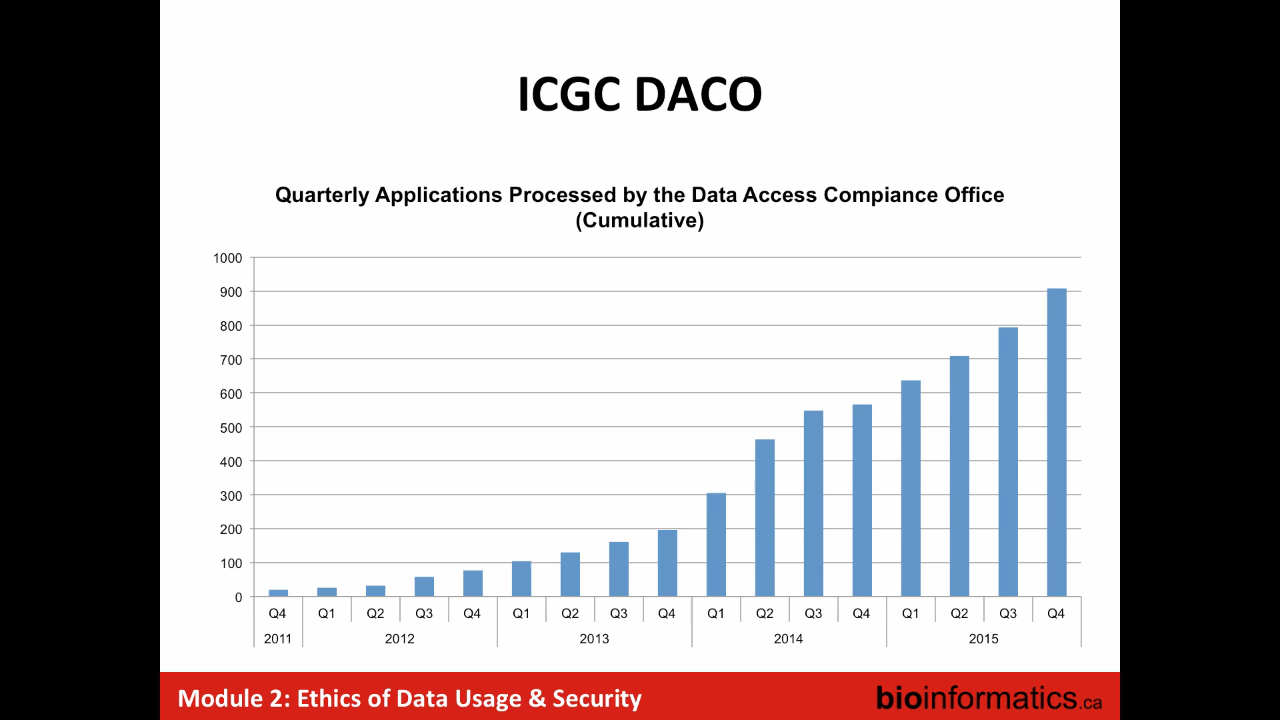 ICGC DACO
Quarterly Applications Processed by the Data Access Compiance Office
(Cumulative)
1000
900
800
700
600
500
400
300
200
100
0
Q4 Q1 Q2 Q3 Q4 Q1 Q2 Q3 Q4 Q1 Q2 Q3 Q4 Q1 Q2 Q3 Q4
2011 2012 2013 2014 2015
Module 2: Ethics of Data Usage & Security bioinformatics.ca